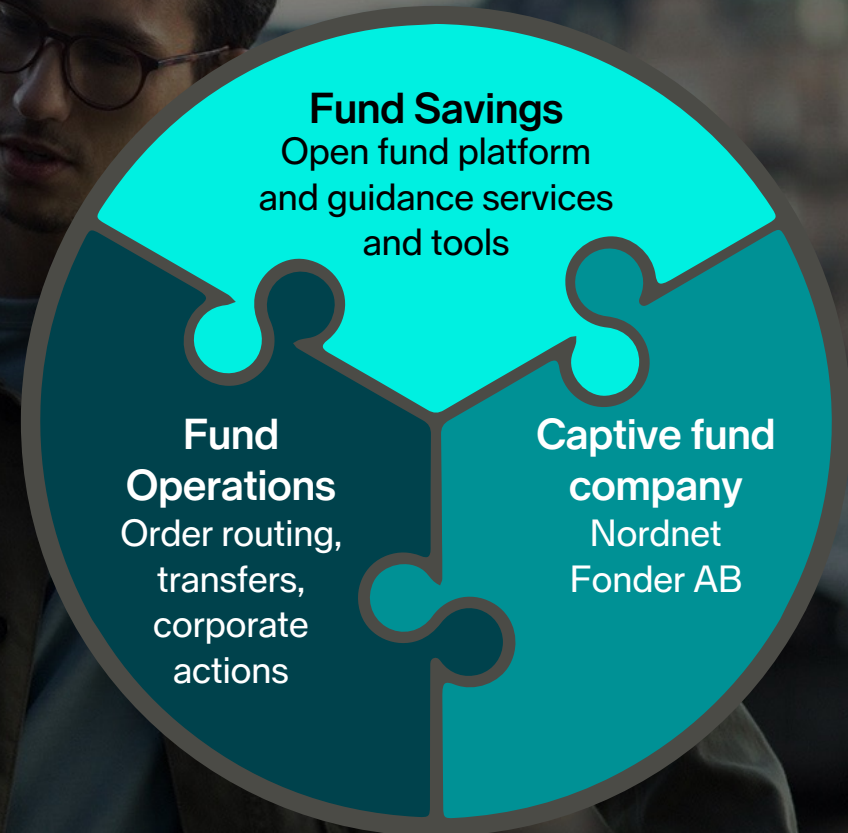 Fund Savings
Open fund platform
and guidance services
and tools
Fund
Operations
Order routing,
transfers,
corporate
actions
Captive fund
company
Nordnet
Fonder AB